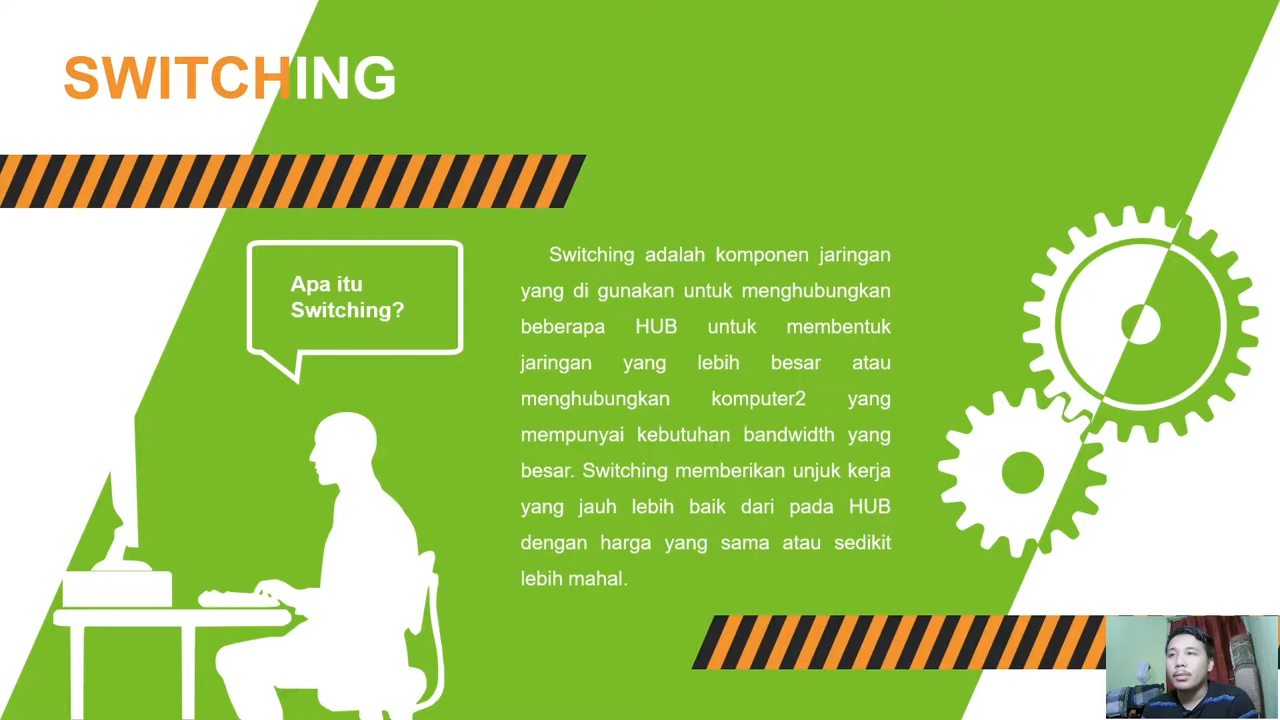 SWITCHING
Apa itu
Switching?
Switching adalah komponen jaringan
yang di gunakan untuk menghubungkan
beberapa HUB untuk membentuk
jaringan yang lebih besar atau
menghubungkan komputer2 yang
mempunyai kebutuhan bandwidth yang
besar. Switching memberikan unjuk kerja
yang jauh lebih baik dari pada HUB
dengan harga yang sama atau sedikit
lebih mahal.